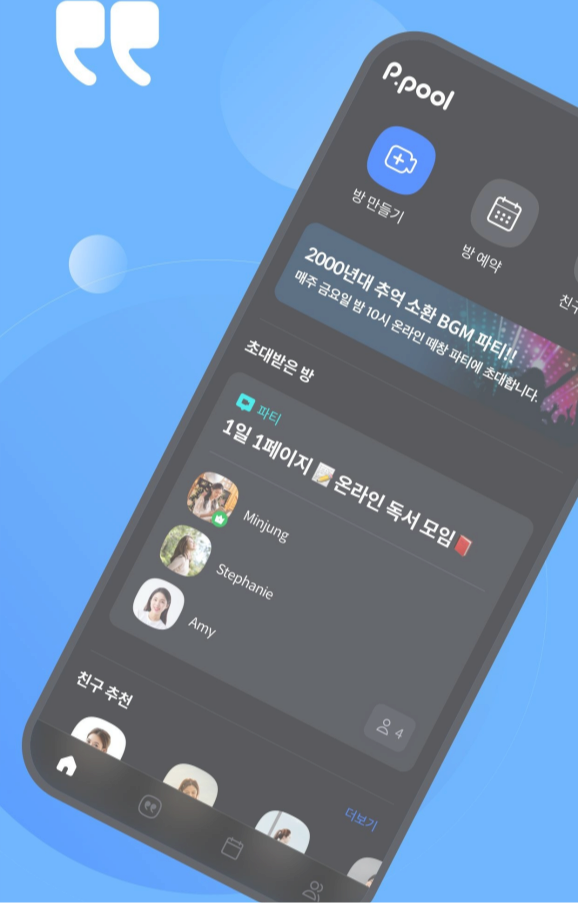 P.pool
방 만들기
방 예약
친구
2000년대 추억 소환 BGM 파티!!
매주 금요일 밤 10시 온라인 떼창 파티에 초대합니다.
초대받은 방
파티
1일 1페이지 📝 온라인 독서 모임📕
Minjung
Stephanie
Amy
4
친구 추천
더보기